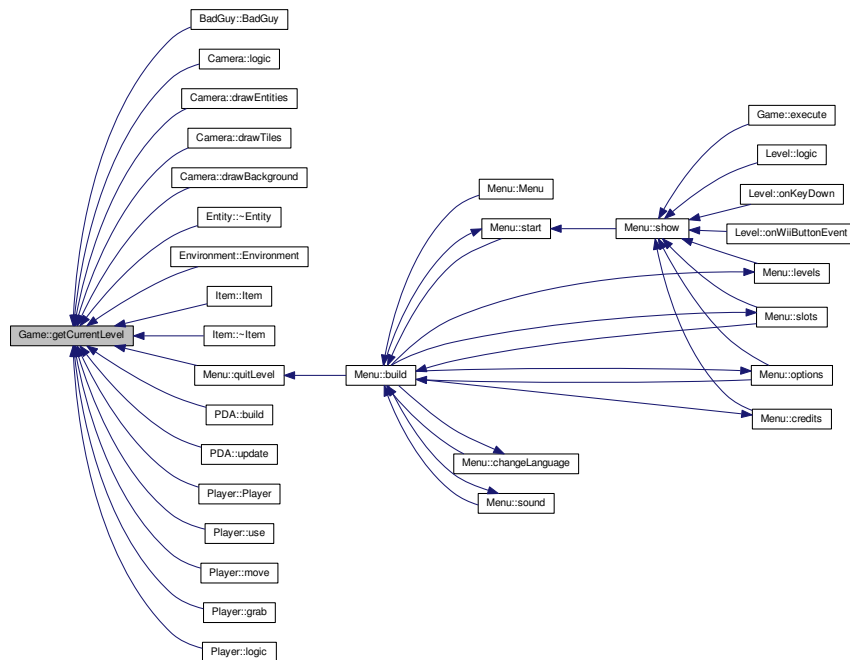 BadGuy::BadGuy
Camera::logic
Camera::drawEntities
Camera::drawTiles
Camera::drawBackground
Entity::~Entity
Environment::Environment
Item::Item
Game::getCurrentLevel
Item::~Item
Menu::quitLevel
PDA::build
PDA::update
Player::Player
Player::use
Player::move
Player::grab
Player::logic
Menu::build
Menu::Menu
Menu::start
Menu::changeLanguage
Menu::sound
Menu::show
Game::execute
Level::logic
Level::onKeyDown
Level::onWiiButtonEvent
Menu::levels
Menu::slots
Menu::options
Menu::credits